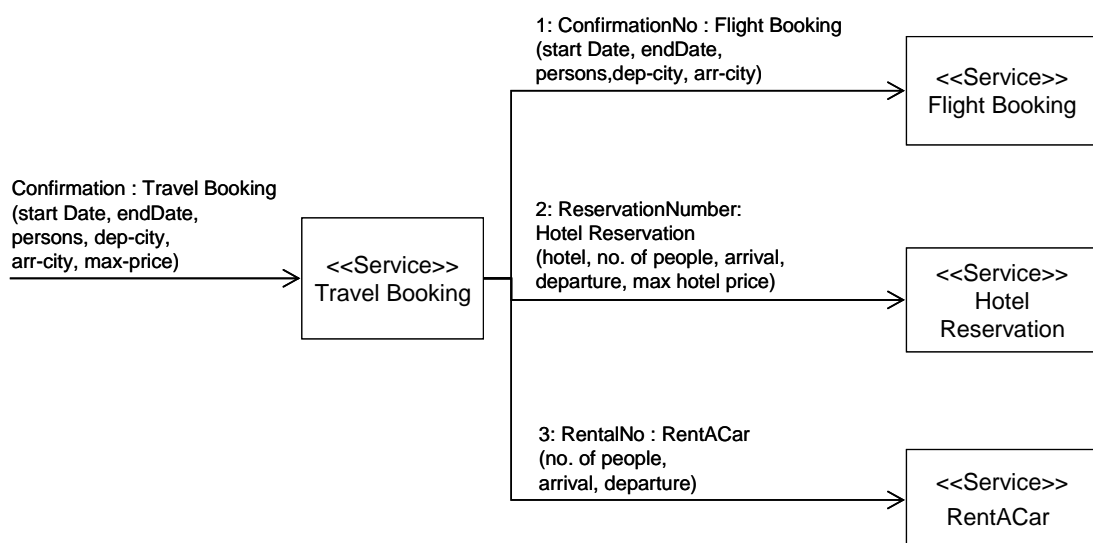 1: ConfirmationNo : Flight Booking
(start Date, endDate,
persons,dep-city, arr-city)
<<Service>>
Flight Booking
Confirmation : Travel Booking
(start Date, endDate,
persons, dep-city,
arr-city, max-price)
<<Service>>
Travel Booking
2: ReservationNumber:
Hotel Reservation
(hotel, no. of people, arrival,
departure, max hotel price)
<<Service>>
Hotel
Reservation
3: RentalNo : RentACar
(no. of people,
arrival, departure)
<<Service>>
RentACar